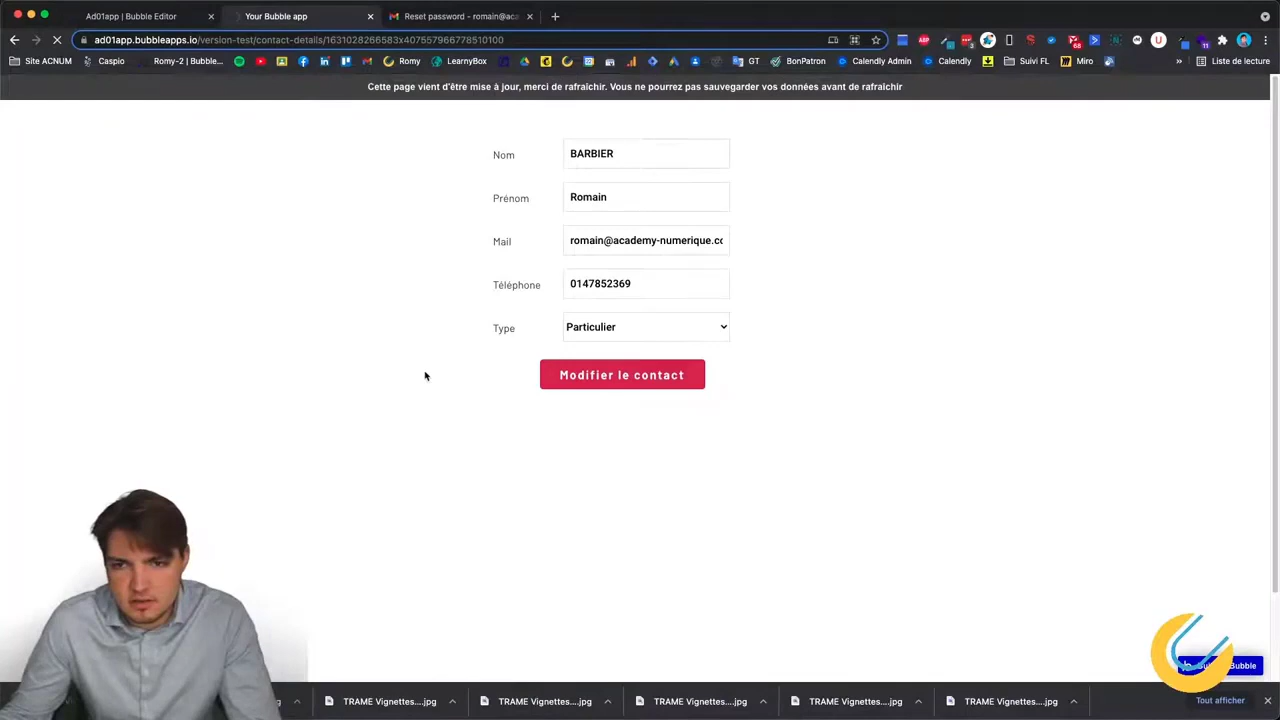 Ad01app | Bubble Editor
Your Bubble app
Reset password - romain@aca
ad01app.bubbleapps.io/version-test/contact-details/1631028266583x407557966778510100
Site ACNUM
Caspio
Romy-2 | Bubble...
Romy
LearnyBox
GT
BonPatron
Calendly Admin
Calendly
Suivi FL
Miro
»
Liste de lecture
Cette page vient d'être mise à jour, merci de rafraîchir. Vous ne pourrez pas sauvegarder vos données avant de rafraîchir
Nom
BARBIER
Prénom
Romain
Mail
romain@academy-numerique.cc
Téléphone
0147852369
Type
Particulier
Modifier le contact
Bubble
TRAME Vignettes....jpg
TRAME Vignettes....jpg
TRAME Vignettes....jpg
TRAME Vignettes....jpg
TRAME Vignettes....jpg
Tout afficher